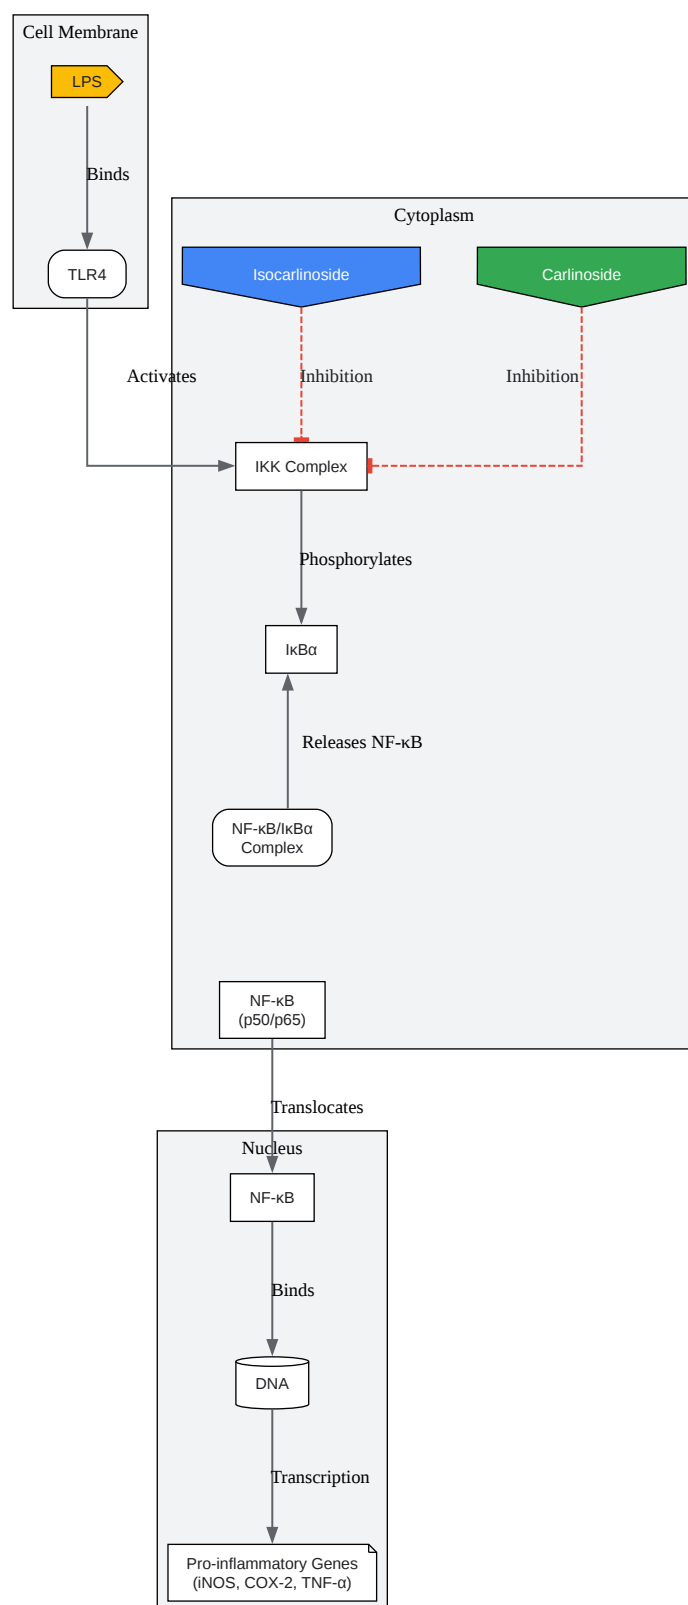 Cell Membrane
LPS
Binds
TLR4
Cytoplasm
Isocarlinoside
Carlinoside
Activates
Inhibition
Inhibition
IKK Complex
Phosphorylates
IκBα
Releases NF-κB
NF-κB/IκBα
Complex
NF-κB
(p50/p65)
Translocates
Nucleus
NF-κB
Binds
DNA
Transcription
Pro-inflammatory Genes
(iNOS, COX-2, TNF-α)